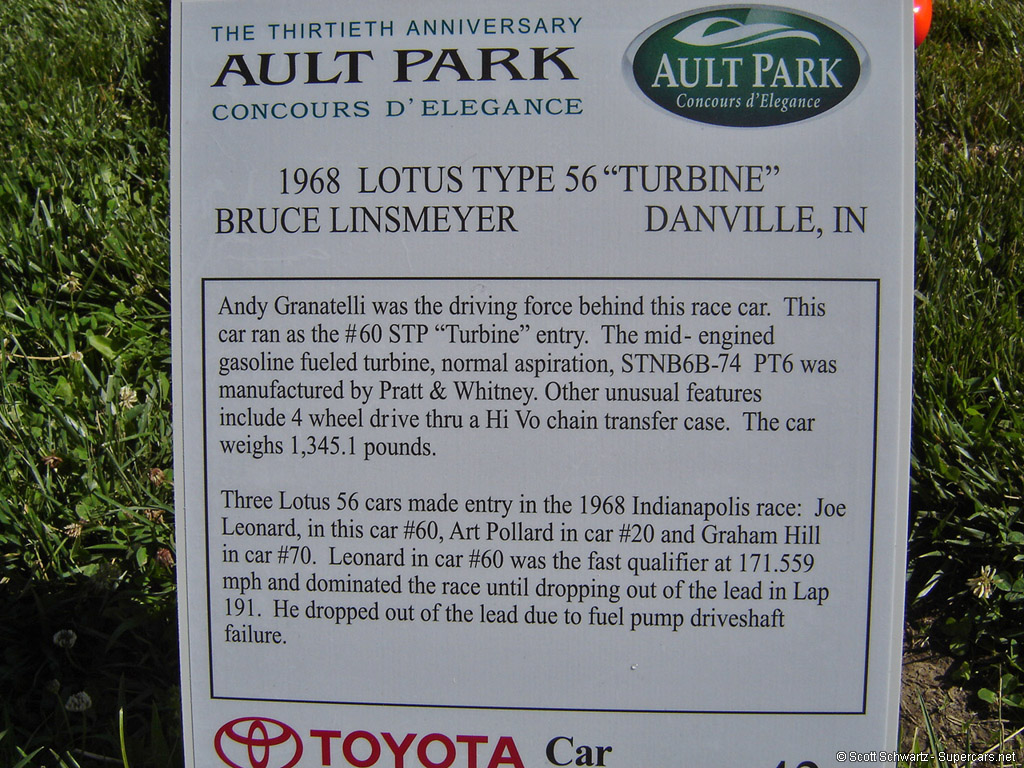 THE THIRTIETH ANNIVERSARY
AULT PARK
CONCOURS D'ELEGANCE
AULT PARK
Concours d'Elegance
1968 LOTUS TYPE 56 “TURBINE”
BRUCE LINSMEYER DANVILLE, IN
Andy Granatelli was the driving force behind this race car. This
car ran as the #60 STP “Turbine” entry. The mid- engined
gasoline fueled turbine, normal aspiration, STNB6B-74 PT6 was
manufactured by Pratt & Whitney. Other unusual features
include 4 wheel drive thru a Hi Vo chain transfer case. The car
weighs 1,345.1 pounds.
Three Lotus 56 cars made entry in the 1968 Indianapolis race: Joe
Leonard, in this car #60, Art Pollard in car #20 and Graham Hill
in car #70. Leonard in car #60 was the fast qualifier at 171.559
mph and dominated the race until dropping out of the lead in Lap
191. He dropped out of the lead due to fuel pump driveshaft
failure.
TOYOTA Car
© Scott Schwartz - Supercars.net